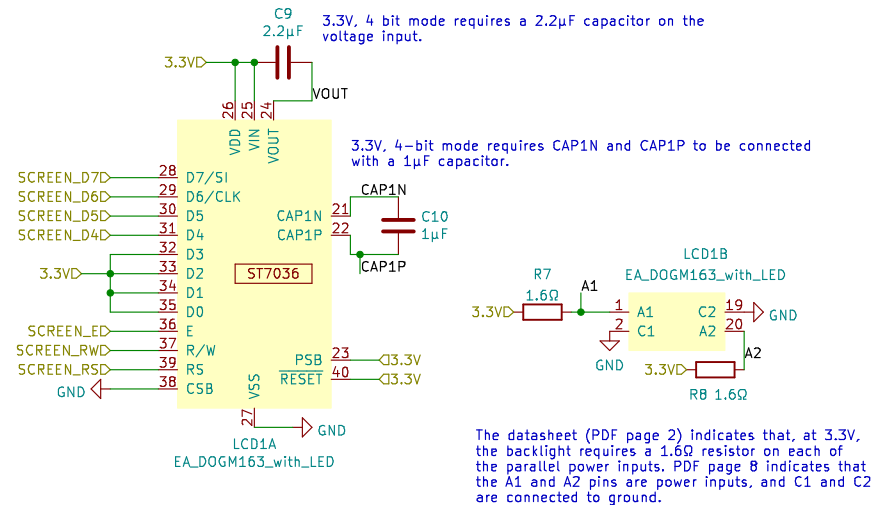 C9
2.2µF
3.3V, 4 bit mode requires a 2.2µF capacitor on the
voltage input.
3.3V
VOUT
26
25
24
VDD
VIN
VOUT
3.3V, 4-bit mode requires CAP1N and CAP1P to be connected
with a 1µF capacitor.
SCREEN_D7 28 D7/SI
SCREEN_D6 29 D6/CLK
SCREEN_D5 30 D5
SCREEN_D4 31 D4
32 D3
3.3V 33 D2
34 D1
35 D0
SCREEN_E 36 E
SCREEN_RW 37 R/W
SCREEN_RS 39 RS
GND 38 CSB
ST7036
CAP1N
CAP1N 21
CAP1P 22
C10
1µF
CAP1P
PSB 23 3.3V
RESET 40 3.3V
VSS
27
GND
LCD1A
EA_DOGM163_with_LED
LCD1B
EA_DOGM163_with_LED
R7
1.6Ω
A1
3.3V
1 A1
2 C1
C2 19 GND
A2 20
GND
A2
3.3V
R8 1.6Ω
The datasheet (PDF page 2) indicates that, at 3.3V,
the backlight requires a 1.6Ω resistor on each of
the parallel power inputs. PDF page 8 indicates that
the A1 and A2 pins are power inputs, and C1 and C2
are connected to ground.